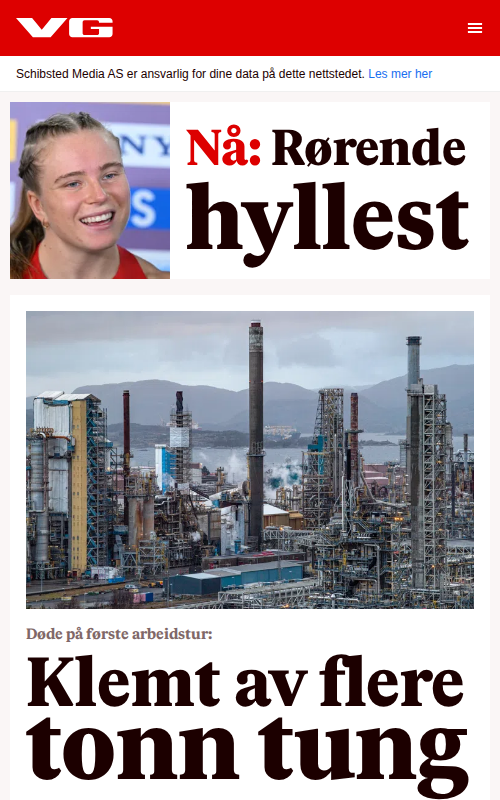 VG
Schibsted Media AS er ansvarlig for dine data på dette nettstedet. Les mer her
Nå: Rørende
hyllest
NY
S
Døde på første arbeidstur:
Klemt av flere
tonn tung